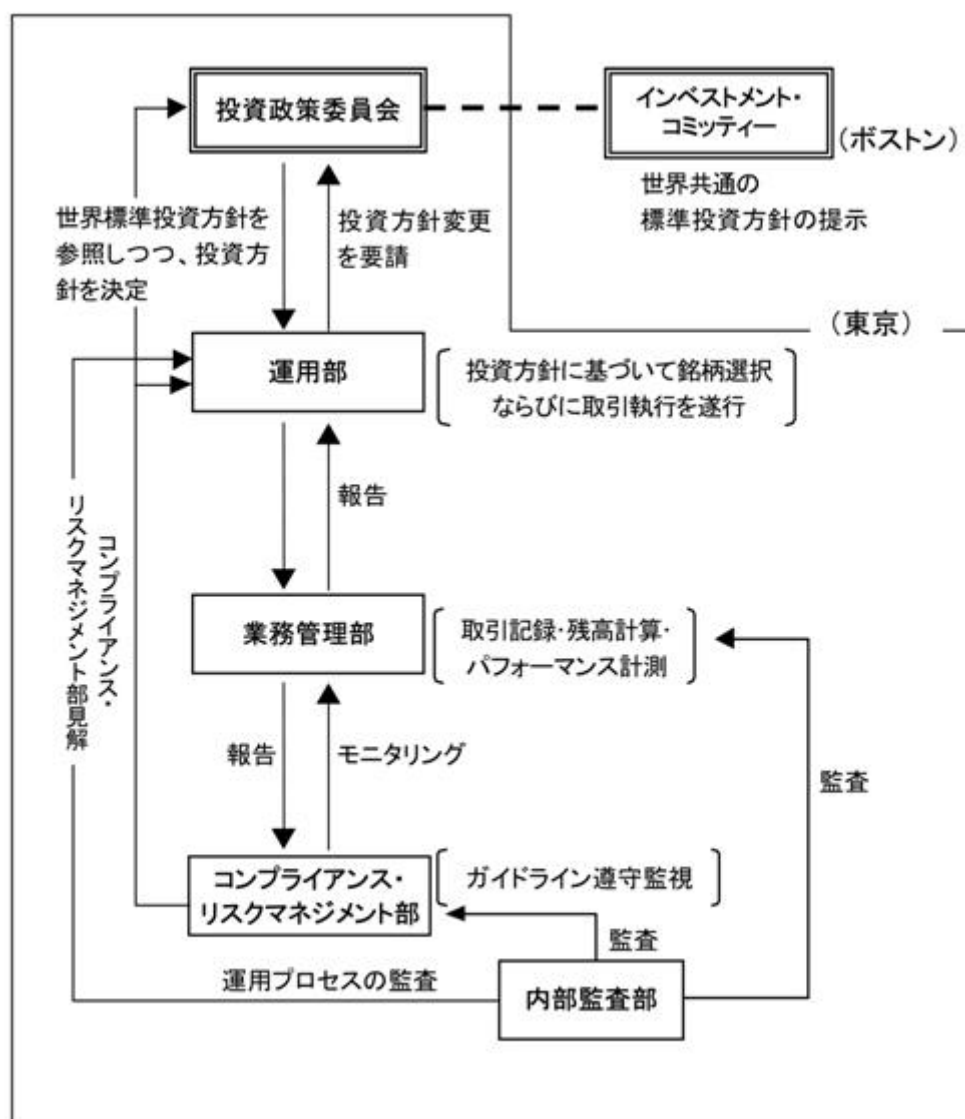 投資政策委員会
インベストメント・
コミッティー
（ボストン）
世界共通の
標準投資方針の提示
世界標準投資方針を
参照しつつ、投資方
針を決定
投資方針変更
を要請
（東京）
運用部
投資方針に基づいて銘柄選択
ならびに取引執行を遂行
報告
コンプライアンス・
リスクマネジメント部見解
業務管理部
取引記録・残高計算・
パフォーマンス計測
報告
モニタリング
監査
コンプライアンス・
リスクマネジメント部
ガイドライン遵守監視
監査
運用プロセスの監査
内部監査部